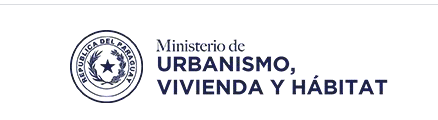 REPUBLICA DEL PARAGUAY
Ministerio de
URBANISMO,
VIVIENDA Y HÁBITAT